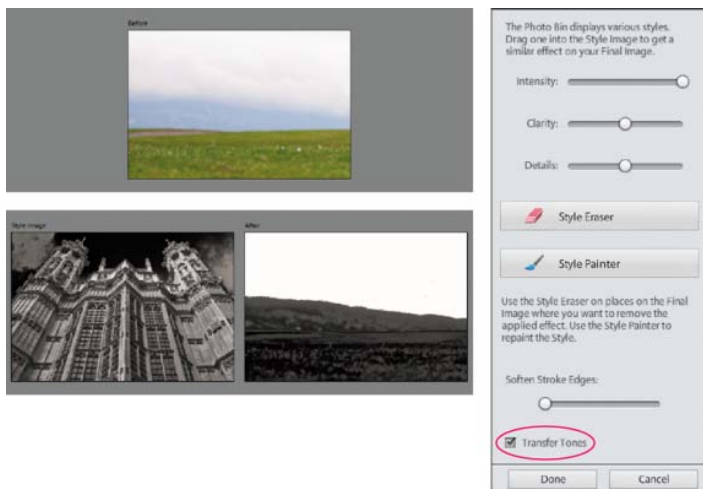 Before
Style Image
After
The Photo Bin displays various styles.
Drag one into the Style Image to get a
similar effect on your Final Image.
Intensity:
Clarity:
Details:
Style Eraser
Style Painter
Use the Style Eraser on places on the Final
Image where you want to remove the
applied effect. Use the Style Painter to
repaint the Style.
Soften Stroke Edges:
Transfer Tones
Done
Cancel